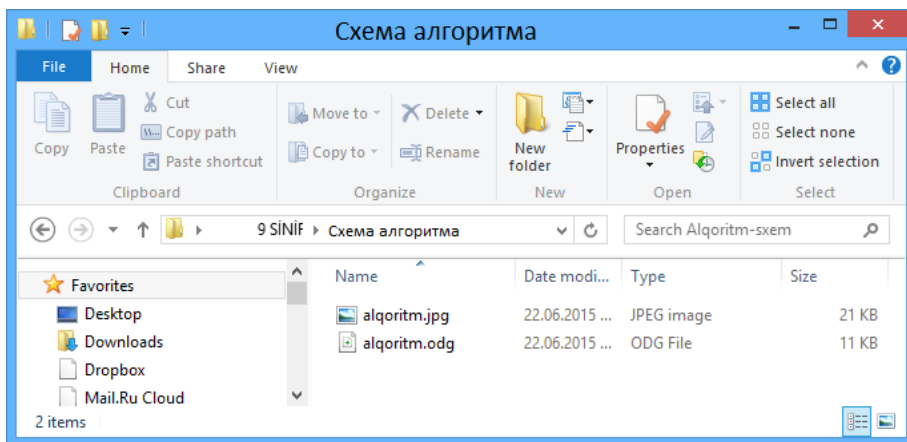 Схема алгоритма
File Home Share View
Copy
Paste
Cut
Copy path
Paste shortcut
Clipboard
Move to
Copy to
Delete
Rename
Organize
New folder
New
Properties
Open
Select all
Select none
Invert selection
Select
9 SİNİF Схема алгоритма
Search Alqoritm-sxem
Favorites
Desktop
Downloads
Dropbox
Mail.Ru Cloud
Name Date modi... Type Size
alqoritm.jpg 22.06.2015 ... JPEG image 21 KB
alqoritm.odg 22.06.2015 ... ODG File 11 KB
2 items